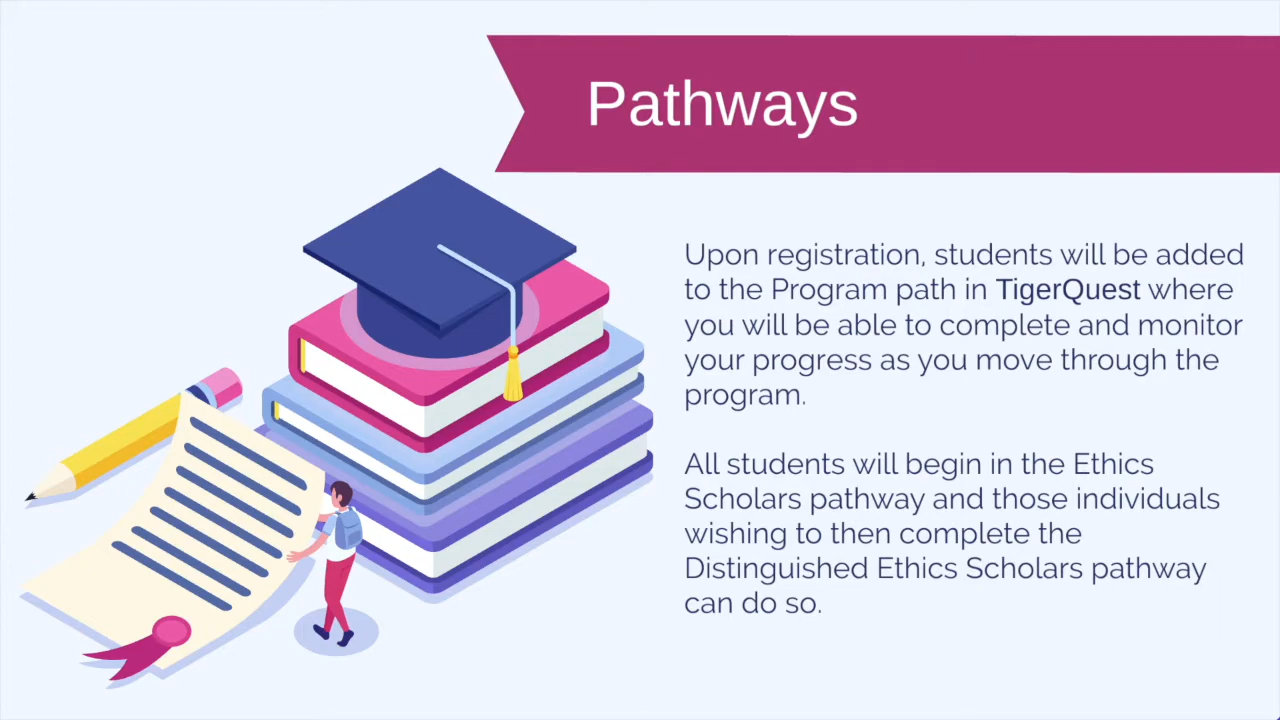 Pathways
Upon registration, students will be added
to the Program path in TigerQuest where
you will be able to complete and monitor
your progress as you move through the
program.
All students will begin in the Ethics
Scholars pathway and those individuals
wishing to then complete the
Distinguished Ethics Scholars pathway
can do so.